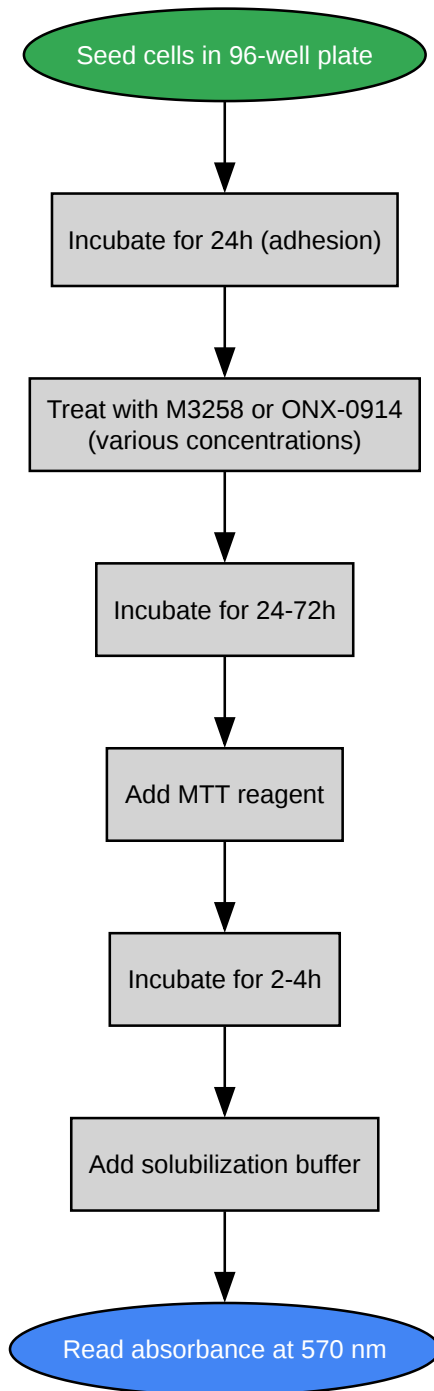 Seed cells in 96-well plate
Incubate for 24h (adhesion)
Treat with M3258 or ONX-0914
(various concentrations)
Incubate for 24-72h
Add MTT reagent
Incubate for 2-4h
Add solubilization buffer
Read absorbance at 570 nm